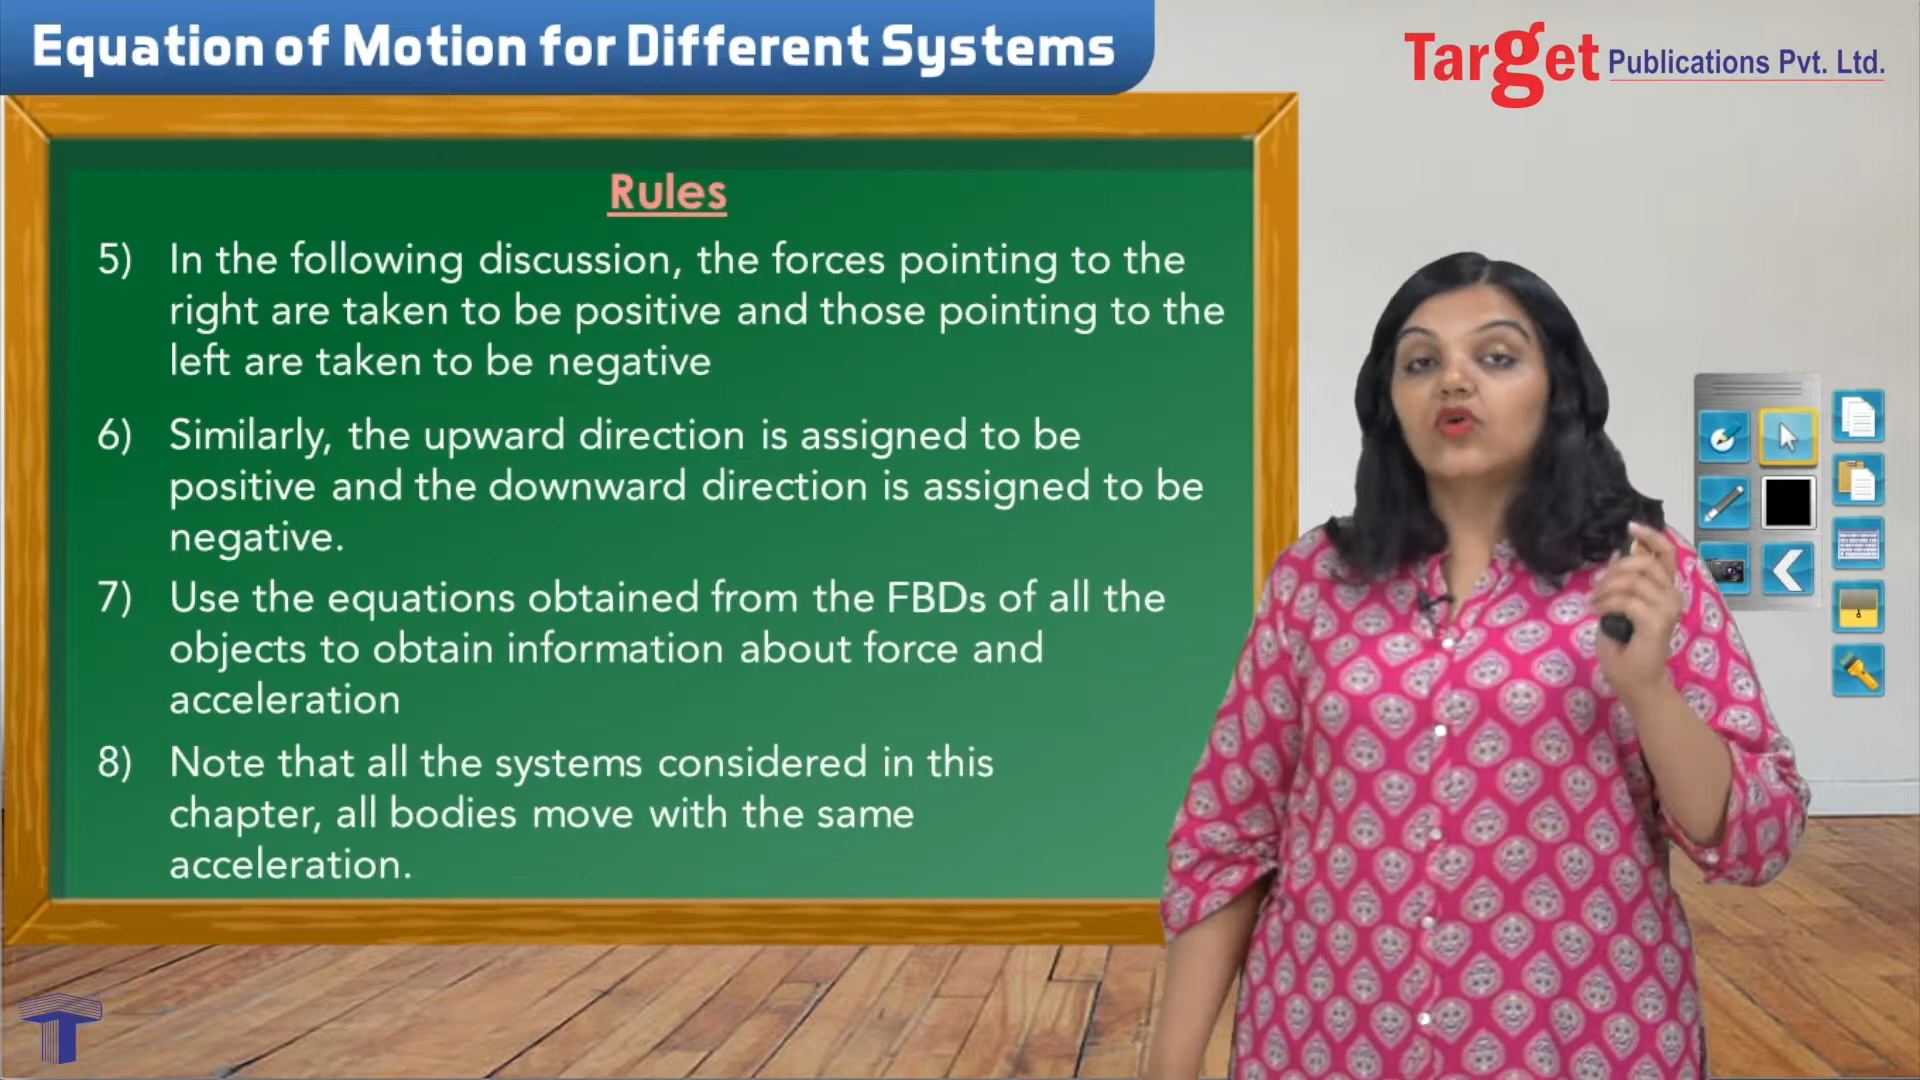 Equation of Motion for Different Systems
Target Publications Pvt. Ltd.
Rules
5) In the following discussion, the forces pointing to the
right are taken to be positive and those pointing to the
left are taken to be negative
6) Similarly, the upward direction is assigned to be
positive and the downward direction is assigned to be
negative.
7) Use the equations obtained from the FBDs of all the
objects to obtain information about force and
acceleration
8) Note that all the systems considered in this
chapter, all bodies move with the same
acceleration.
T